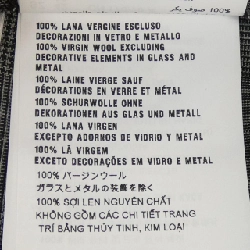 100% LANA VERGINE ESCLUSO
DECORAZIONI IN VETRO E METALLO
100% VIRGIN WOOL EXCLUDING
DECORATIVE ELEMENTS IN GLASS AND
METAL
100% LAINE VIERGE SAUF
DÉCORATIONS EN VERRE ET MÉTAL
100% SCHURWOLLE OHNE
DEKORATIONEN AUS GLAS UND METALL
100% LANA VIRGEN
EXCEPTO ADORNOS DE VIDRIO Y METAL
100% LÃ VIRGEM
EXCETO DECORAÇÕES EM VIDRO E METAL
100% バージンウール
ガラスとメタルの装飾を除く
100% SỢI LEN NGUYÊN CHẤT
KHÔNG GỒM CÁC CHI TIẾT TRANG
TRÍ BẰNG THỦY TINH, KIM LOẠI